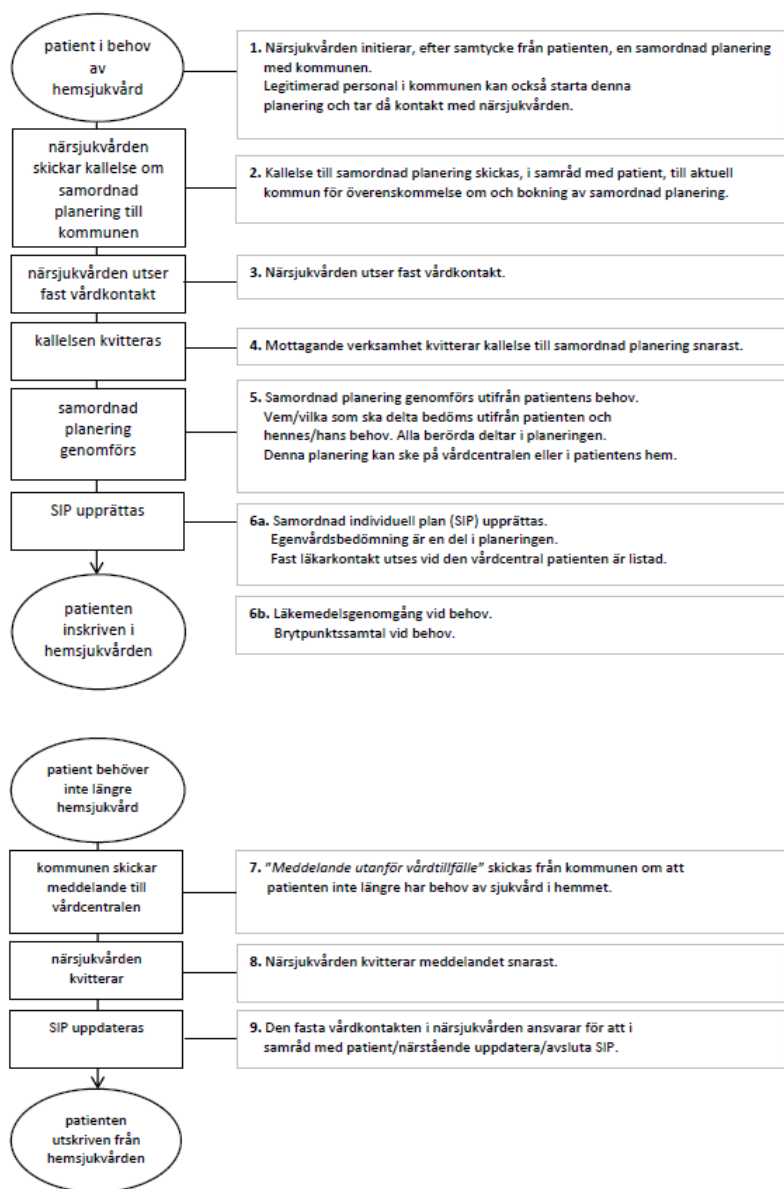 patient i behov
av
hemsjukvård
1. Närsjukvården initierar, efter samtycke från patienten, en samordnad planering
med kommunen.
Legitimerad personal i kommunen kan också starta denna
planering och tar då kontakt med närsjukvården.
närsjukvården
skickar kallelse om
samordnad
planering till
kommunen
2. Kallelse till samordnad planering skickas, i samråd med patient, till aktuell
kommun för överenskommelse om och bokning av samordnad planering.
närsjukvården utser
fast vårdkontakt
3. Närsjukvården utser fast vårdkontakt.
kallelsen kvitteras
4. Mottagande verksamhet kvitterar kallelse till samordnad planering snarast.
samordnad
planering
genomförs
5. Samordnad planering genomförs utifrån patientens behov.
Vem/vilka som ska delta bedöms utifrån patienten och
hennes/hans behov. Alla berörda deltar i planeringen.
Denna planering kan ske på vårdcentralen eller i patientens hem.
SIP upprättas
6a. Samordnad individuell plan (SIP) upprättas.
Egenvårdsbedömning är en del i planeringen.
Fast läkarkontakt utses vid den vårdcentral patienten är listad.
patienten
inskriven i
hemsjukvården
6b. Läkemedelsgenomgång vid behov.
Brytpunktssamtal vid behov.
patient behöver
inte längre
hemsjukvård
kommunen skickar
meddelande till
vårdcentralen
7. "Meddelande utanför vårdtillfälle" skickas från kommunen om att
patienten inte längre har behov av sjukvård i hemmet.
närsjukvården
kvitterar
8. Närsjukvården kvitterar meddelandet snarast.
SIP uppdateras
9. Den fasta vårdkontakten i närsjukvården ansvarar för att i
samråd med patient/närstående uppdatera/avsluta SIP.
patienten
utskriven från
hemsjukvården